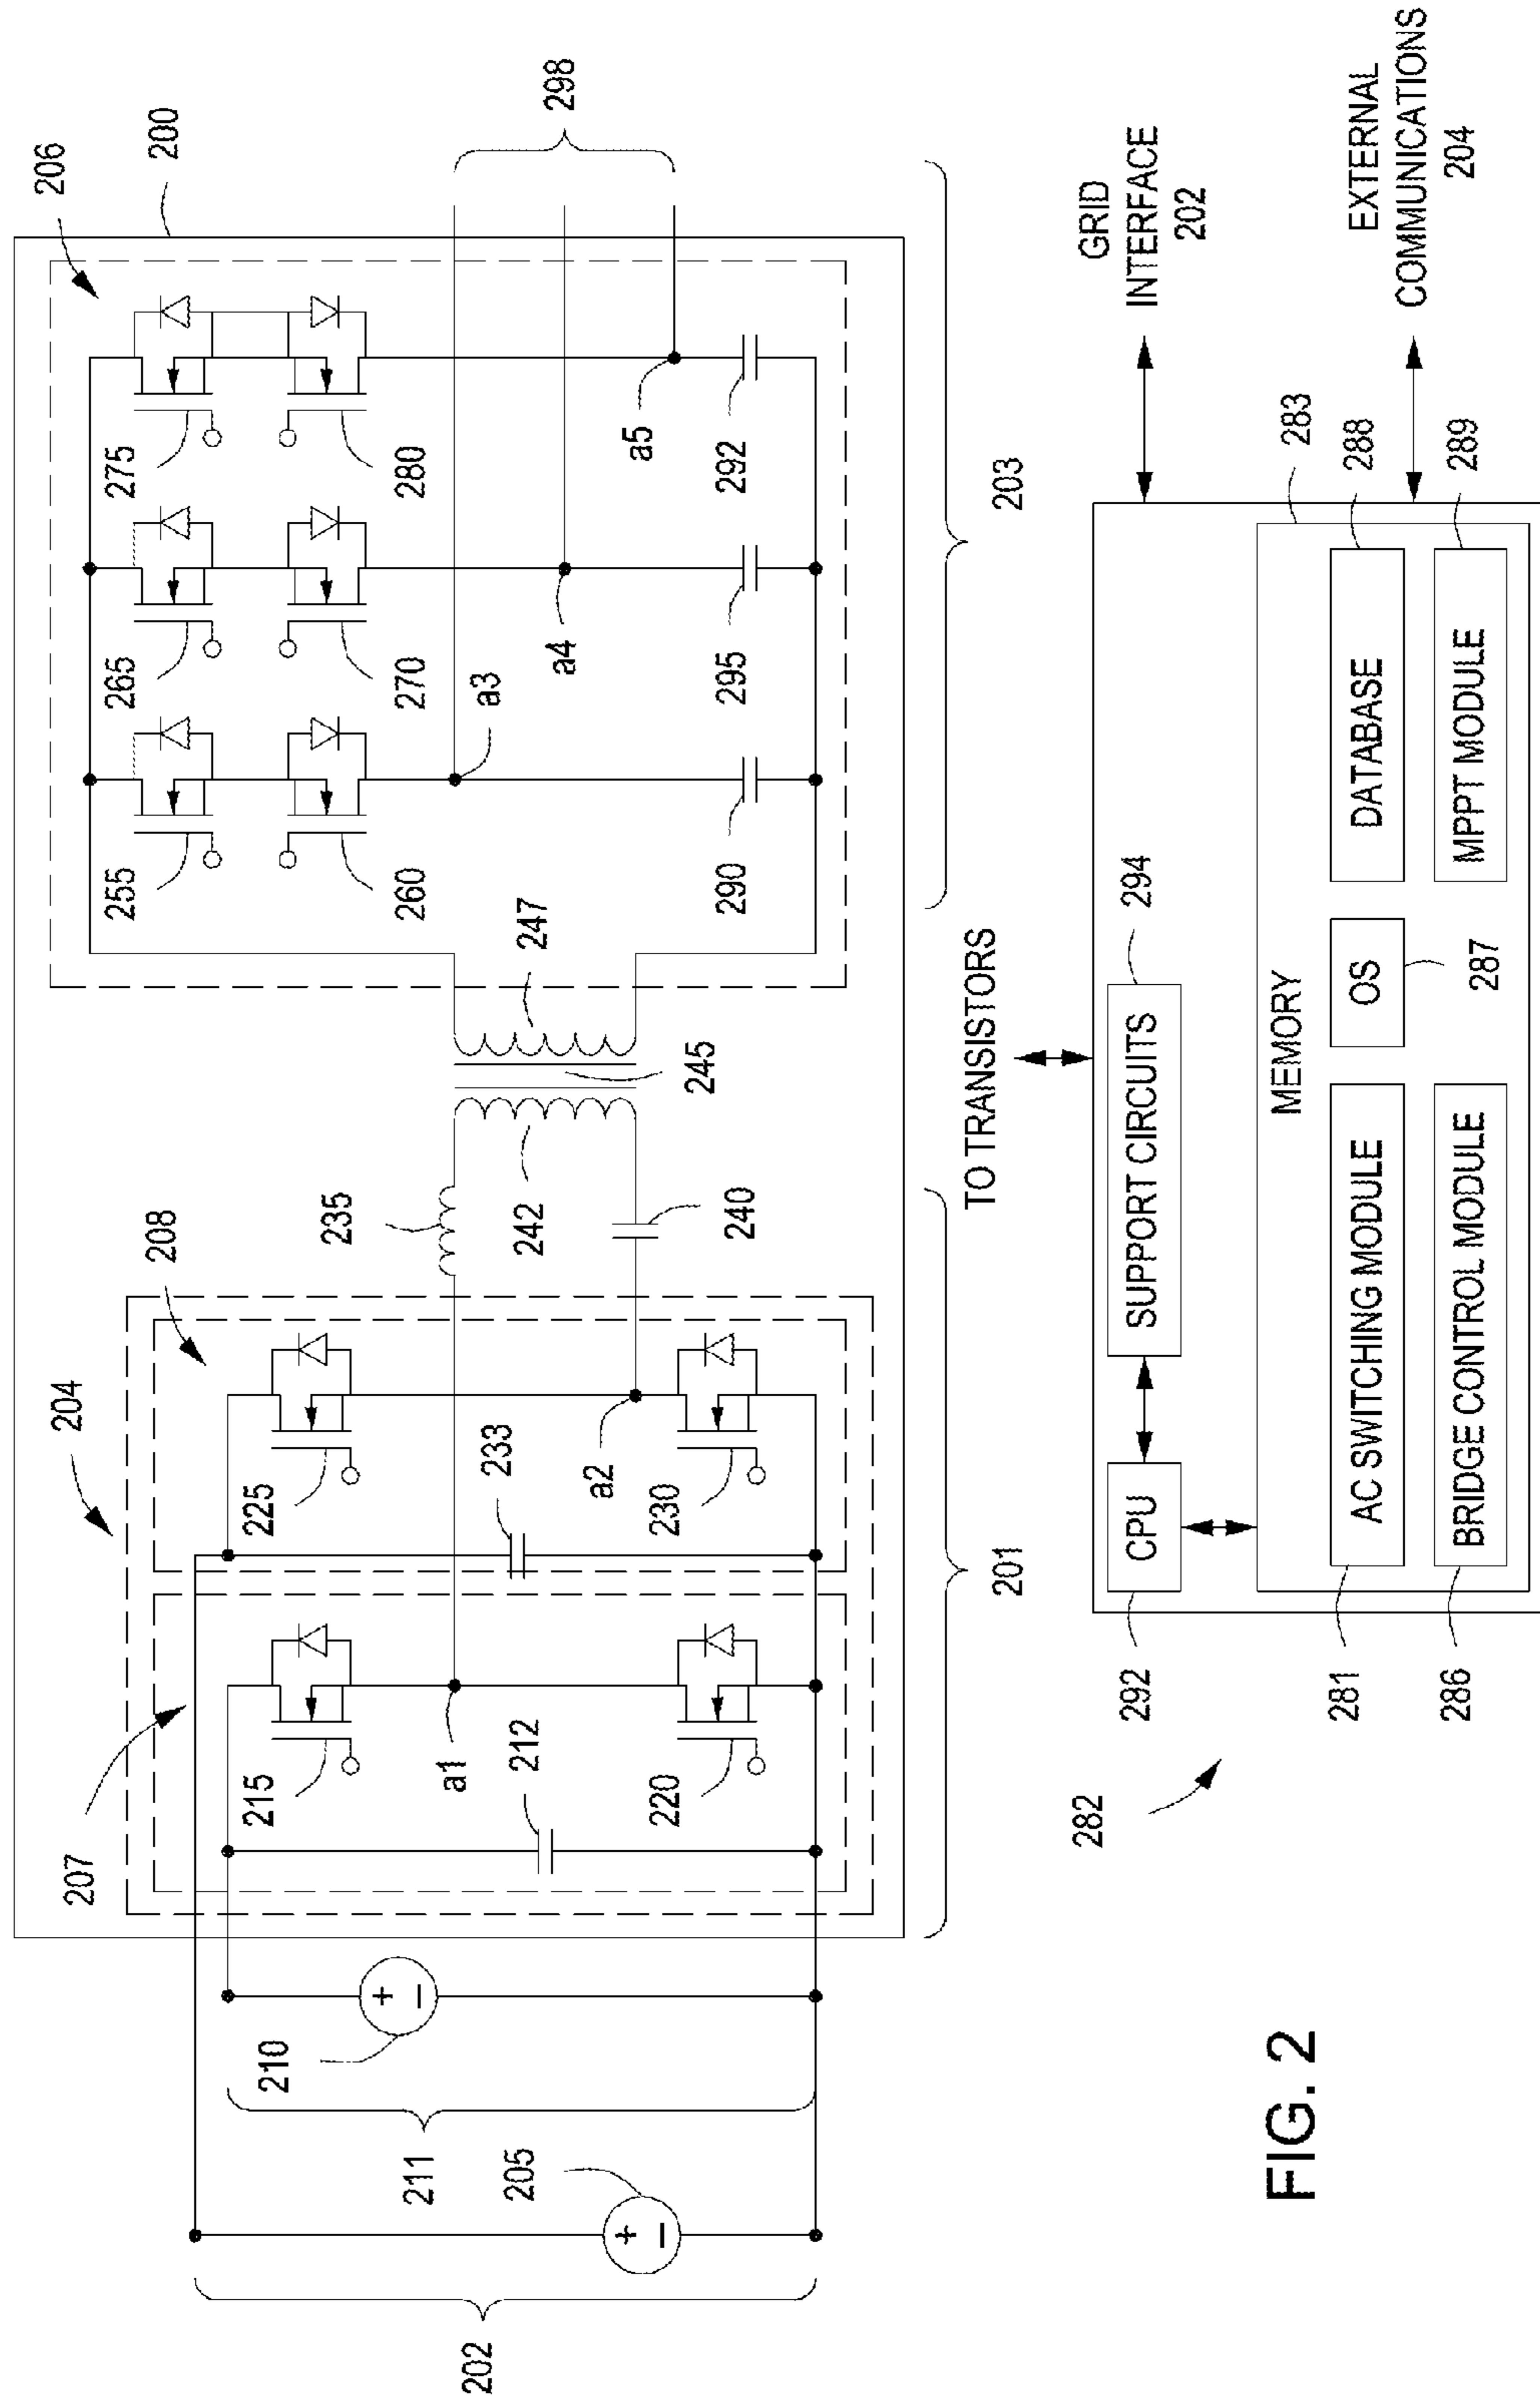 206
200
298
275
280
265
270
255
260
a5
a4
a3
292
295
290
203
247
245
242
235
240
208
204
225
230
233
a2
207
215
220
a1
212
201
210
211
205
202
TO TRANSISTORS
GRID
INTERFACE
202
EXTERNAL
COMMUNICATIONS
204
283
288
289
294
SUPPORT CIRCUITS
CPU
292
MEMORY
DATABASE
MPPT MODULE
OS
287
AC SWITCHING MODULE
BRIDGE CONTROL MODULE
281
286
282
FIG. 2